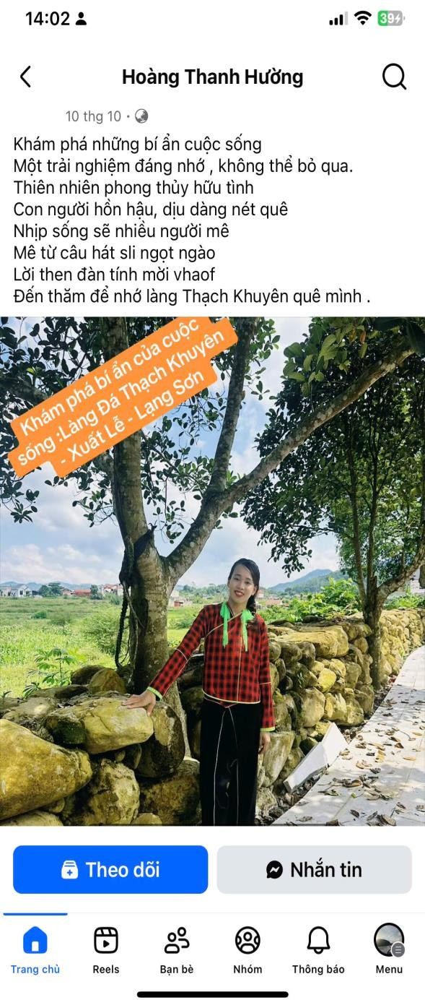 14:02
39
Hoàng Thanh Hường
10 thg 10 ·
Khám phá những bí ẩn cuộc sống
Một trải nghiệm đáng nhớ , không thể bỏ qua.
Thiên nhiên phong thủy hữu tình
Con người hồn hậu, dịu dàng nét quê
Nhịp sống sẽ nhiều người mê
Mê từ câu hát sli ngọt ngào
Lời then đàn tính mời vhaof
Đến thăm để nhớ làng Thạch Khuyên quê mình .
Khám phá bí ẩn của cuộc
sống :Làng Đá Thạch Khuyên
- Xuất Lễ - Lạng Sơn
Theo dõi
Nhắn tin
Trang chủ
Reels
Bạn bè
Nhóm
Thông báo
Menu